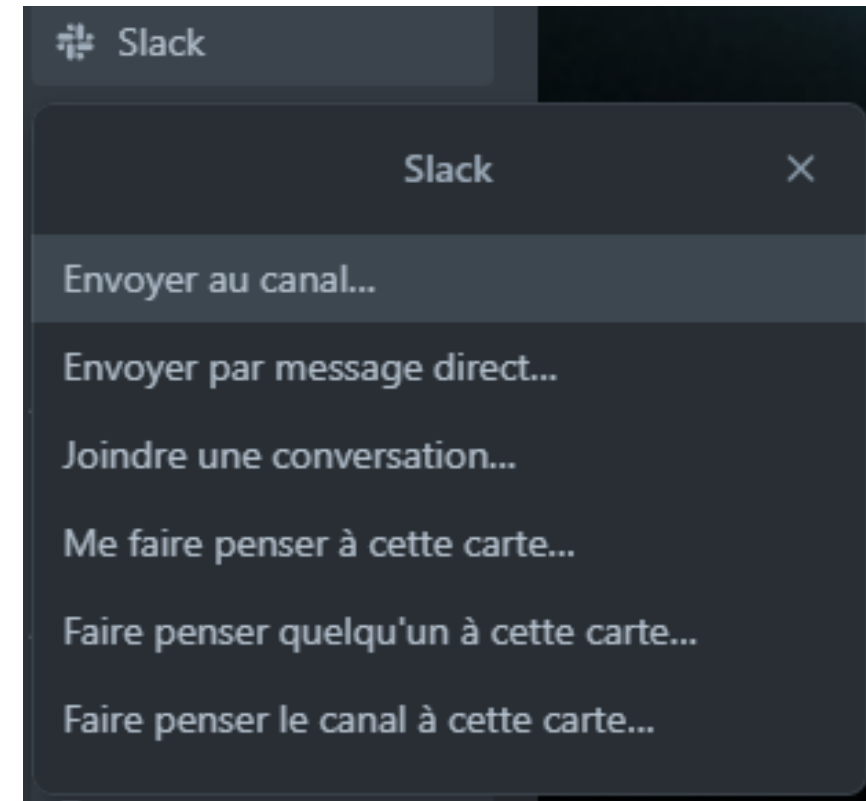 Slack
Slack
Envoyer au canal...
Envoyer par message direct...
Joindre une conversation...
Me faire penser à cette carte...
Faire penser quelqu'un à cette carte...
Faire penser le canal à cette carte...